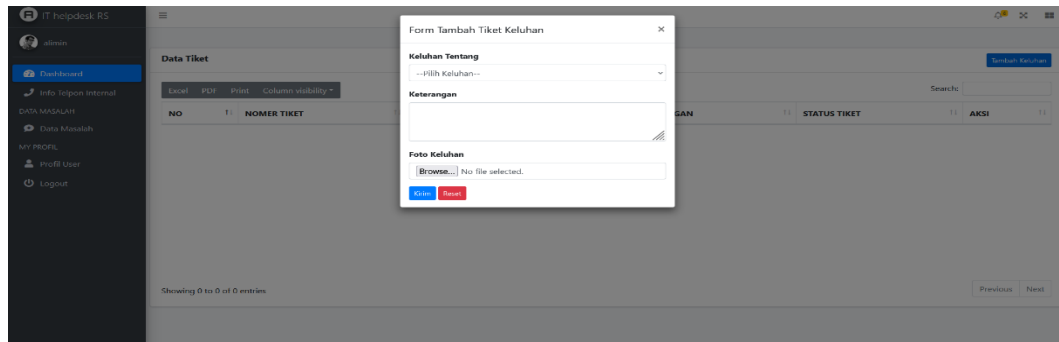 IT helpdesk RS
alimin
Dashboard
Info Telpon Internal
DATA MASALAH
Data Masalah
MY PROFIL
Profil User
Logout
Data Tiket
Tambah Keluhan
Excel PDF Print Column visibility
Search:
NO NOMER TIKET GAN STATUS TIKET AKSI
Showing 0 to 0 of 0 entries
Previous Next
Form Tambah Tiket Keluhan ×
Keluhan Tentang
--Pilih Keluhan--
Keterangan
Foto Keluhan
Browse... No file selected.
Kirim Reset